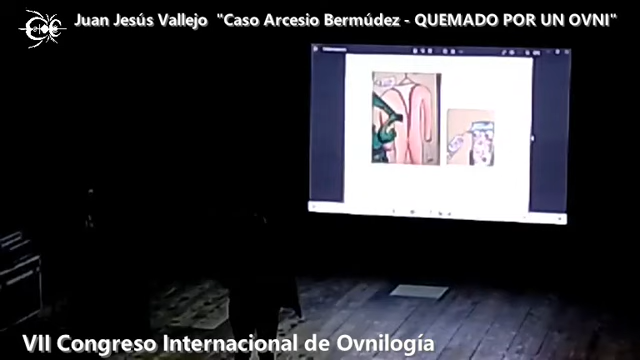 Juan Jesús Vallejo "Caso Arcesio Bermúdez - QUEMADO POR UN OVNI"
VII Congreso Internacional de Ovnilogía